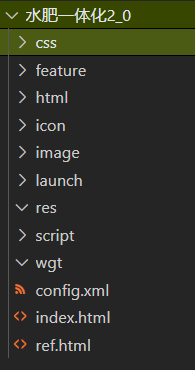 水肥一体化2_0
css
feature
html
icon
image
launch
res
script
wgt
config.xml
index.html
ref.html